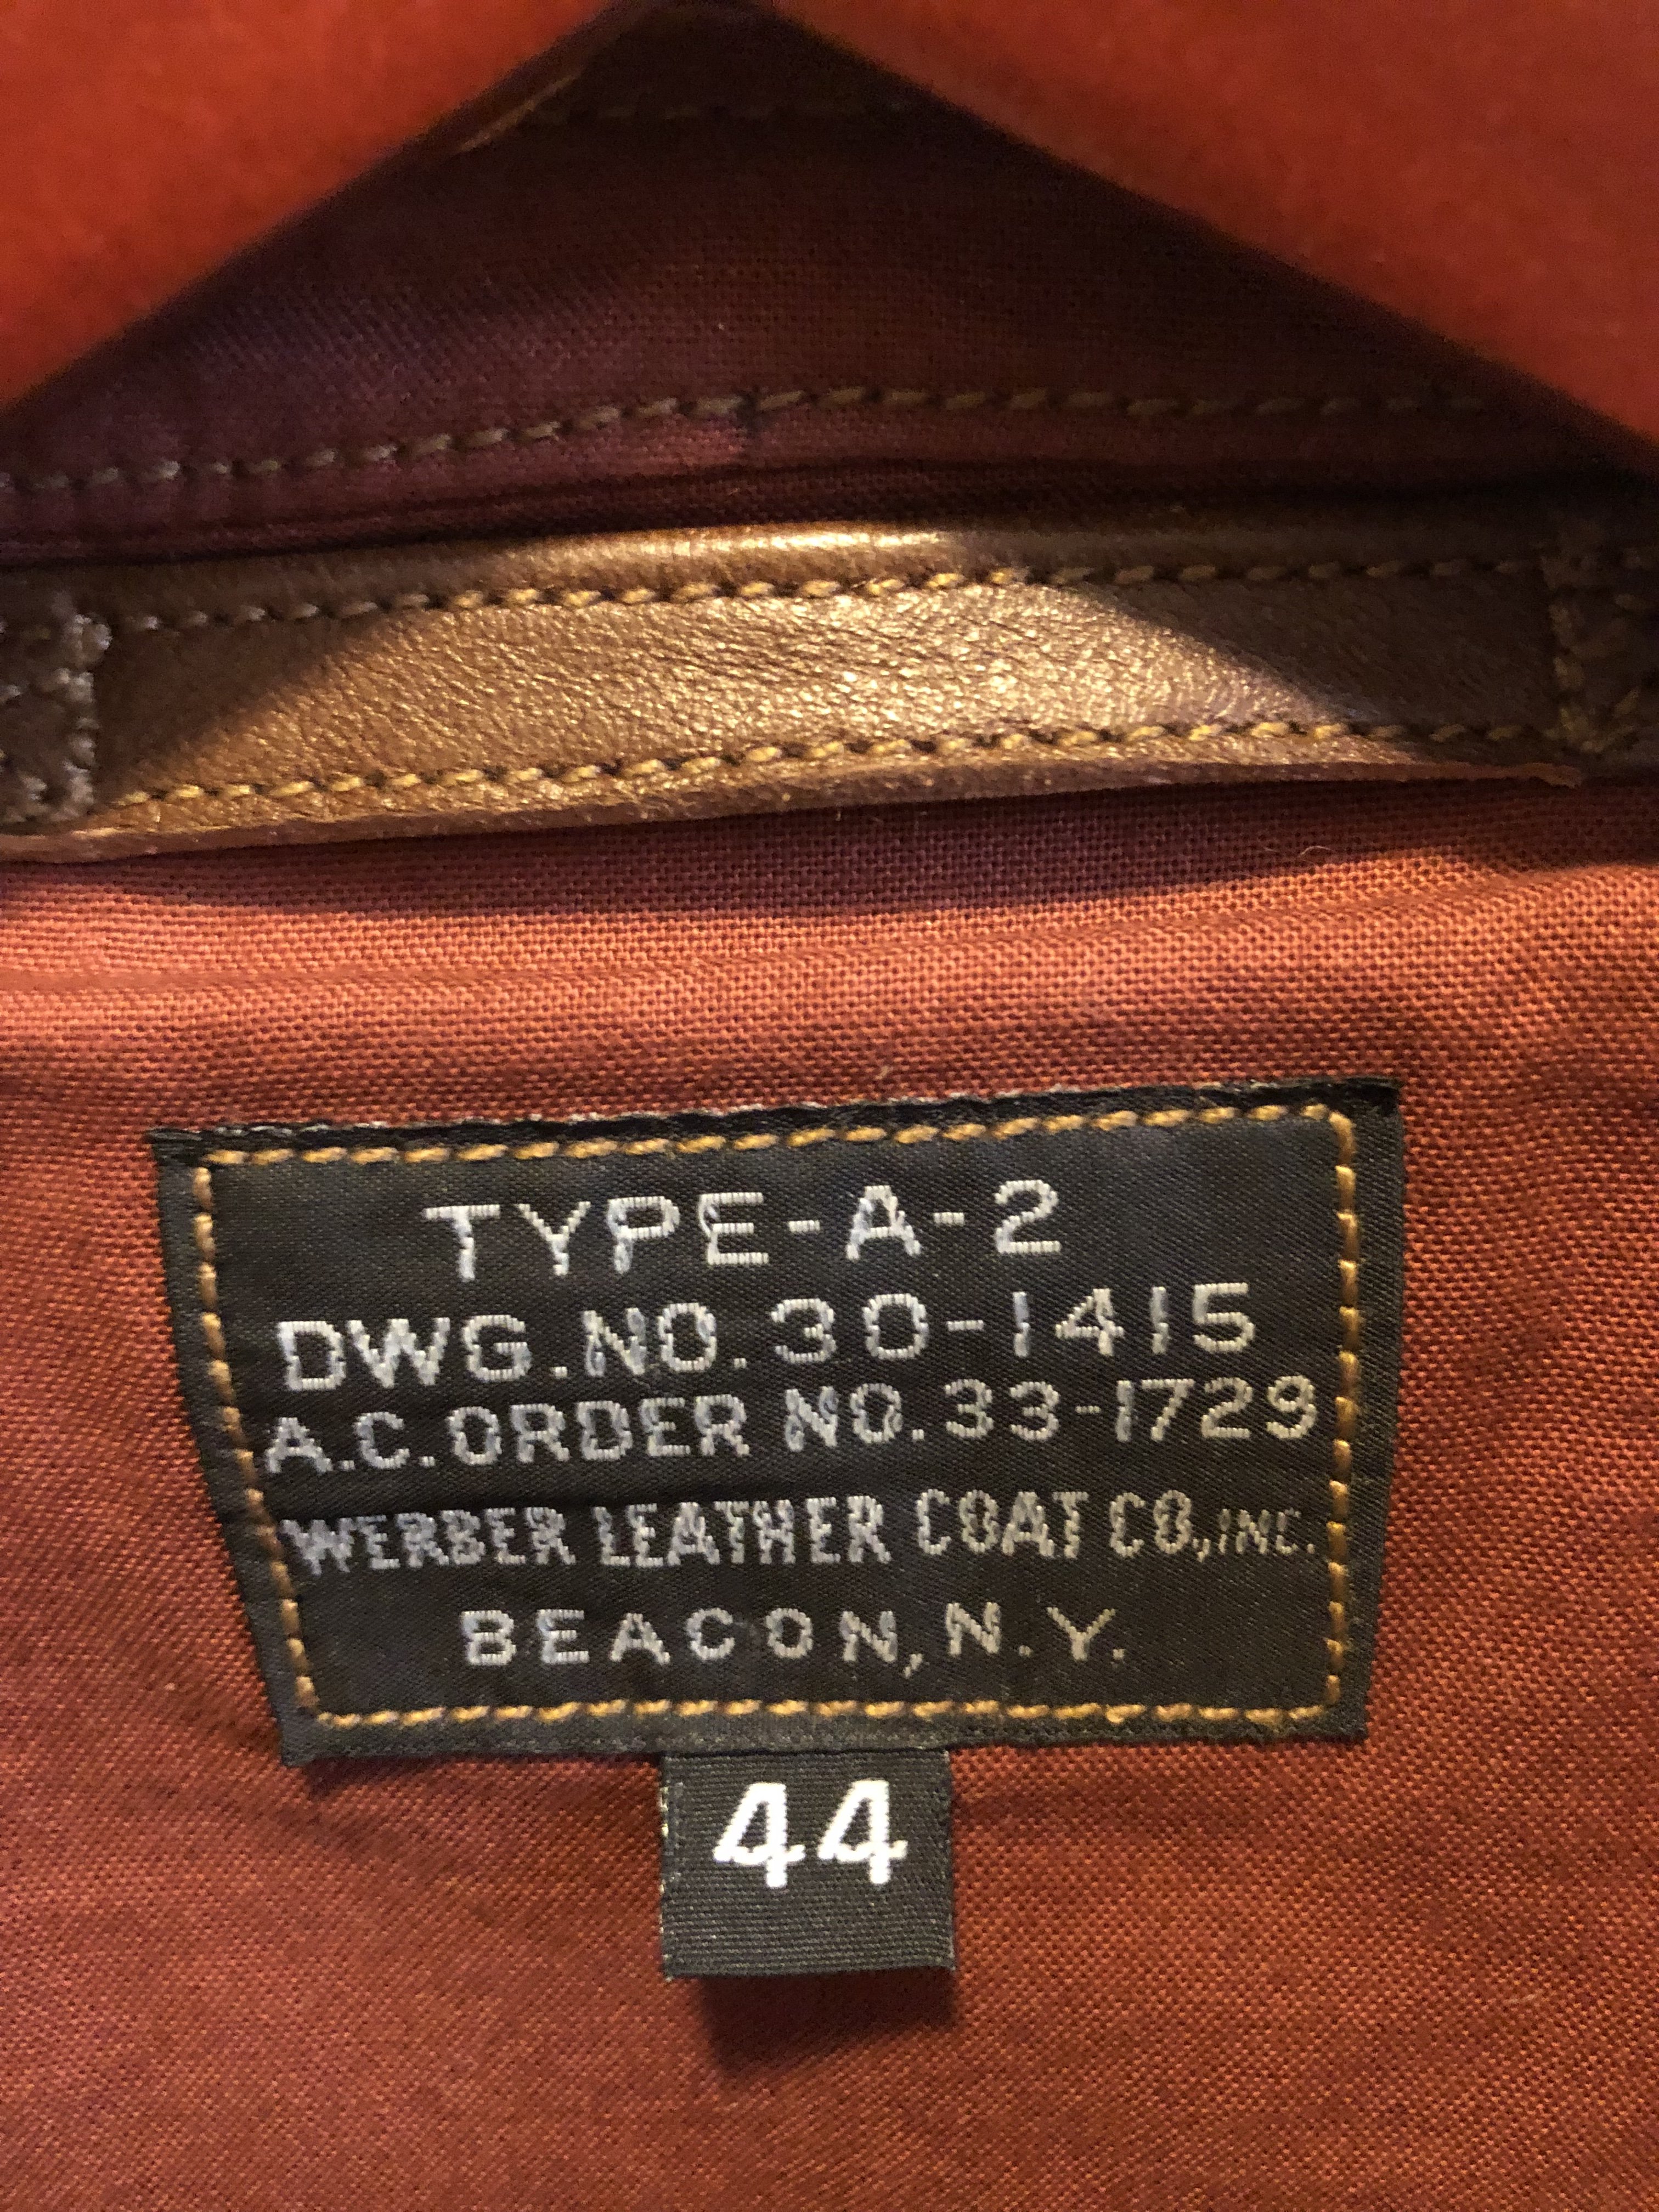 TYPE-A-2
DWG.NO.30-1415
A.C.ORDER NO.33-1729
WERBER LEATHER COAT CO.,INC.
BEACON, N.Y.
44